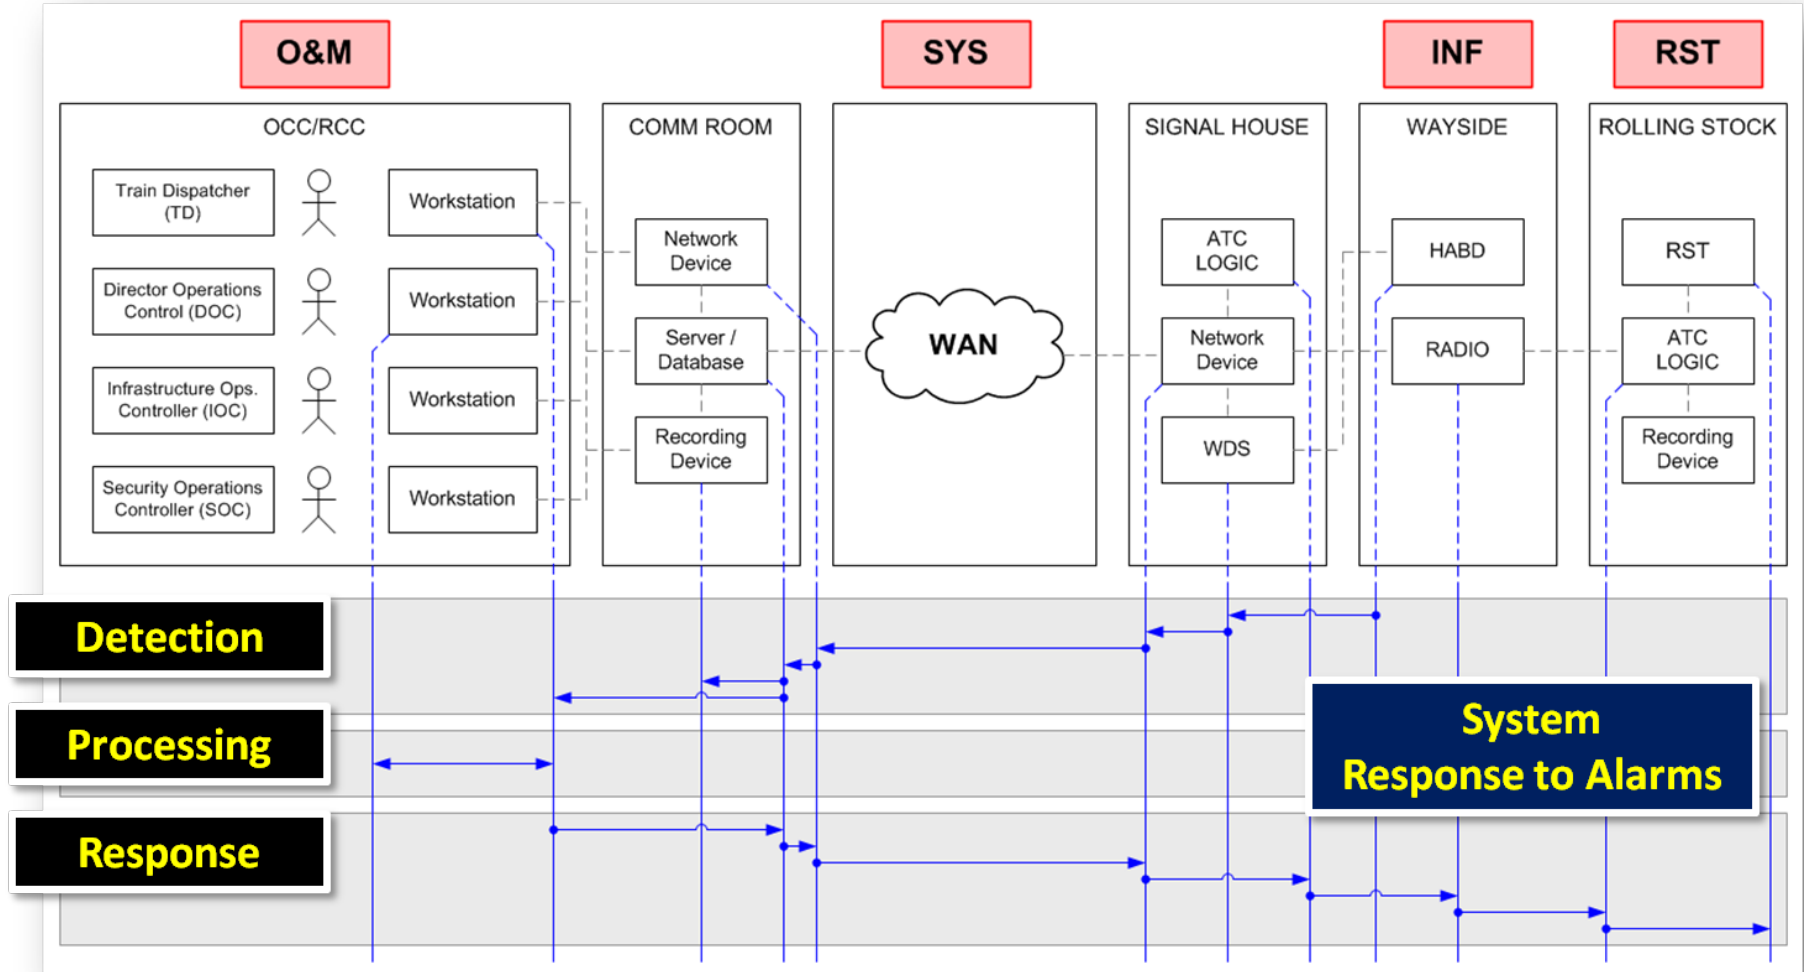 O&M
SYS
INF
RST
OCC/RCC
COMM ROOM
SIGNAL HOUSE
WAYSIDE
ROLLING STOCK
Train Dispatcher
(TD)
Workstation
Director Operations
Control (DOC)
Workstation
Infrastructure Ops.
Controller (IOC)
Workstation
Security Operations
Controller (SOC)
Workstation
Network
Device
Server /
Database
Recording
Device
WAN
ATC
LOGIC
Network
Device
WDS
HABD
RADIO
RST
ATC
LOGIC
Recording
Device
Detection
Processing
Response
System
Response to Alarms